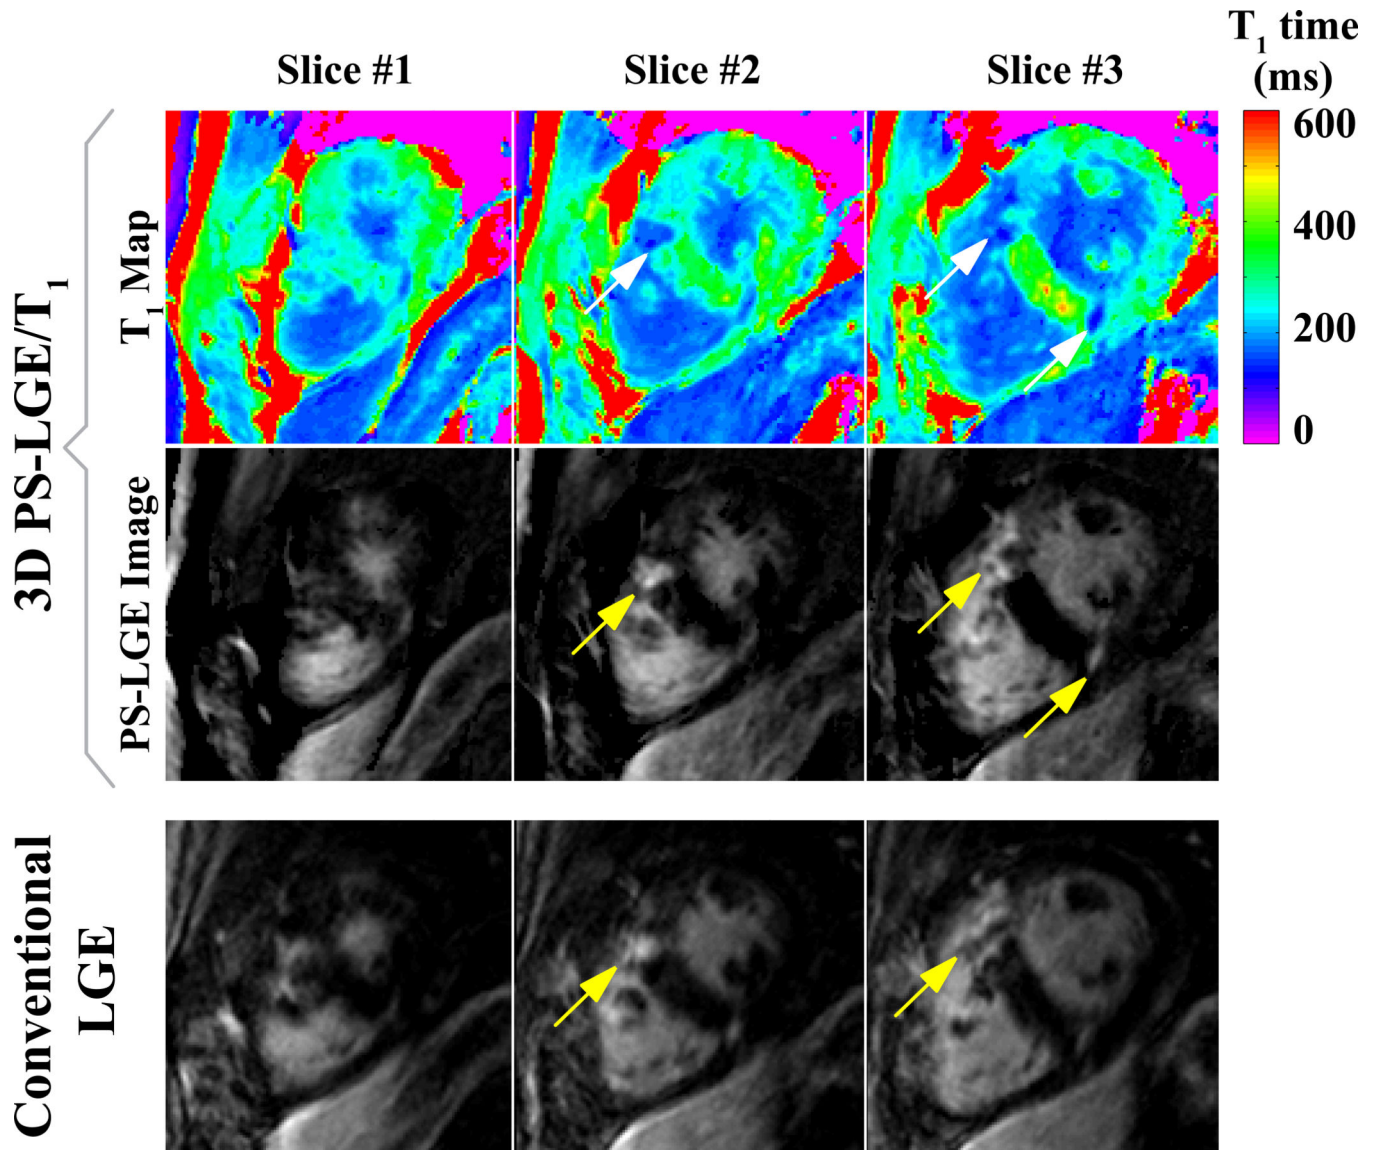 T1 time
(ms)
Slice #1
Slice #2
Slice #3
600
400
200
0
3D PS-LGE/T1
T1 Map
PS-LGE Image
Conventional
LGE